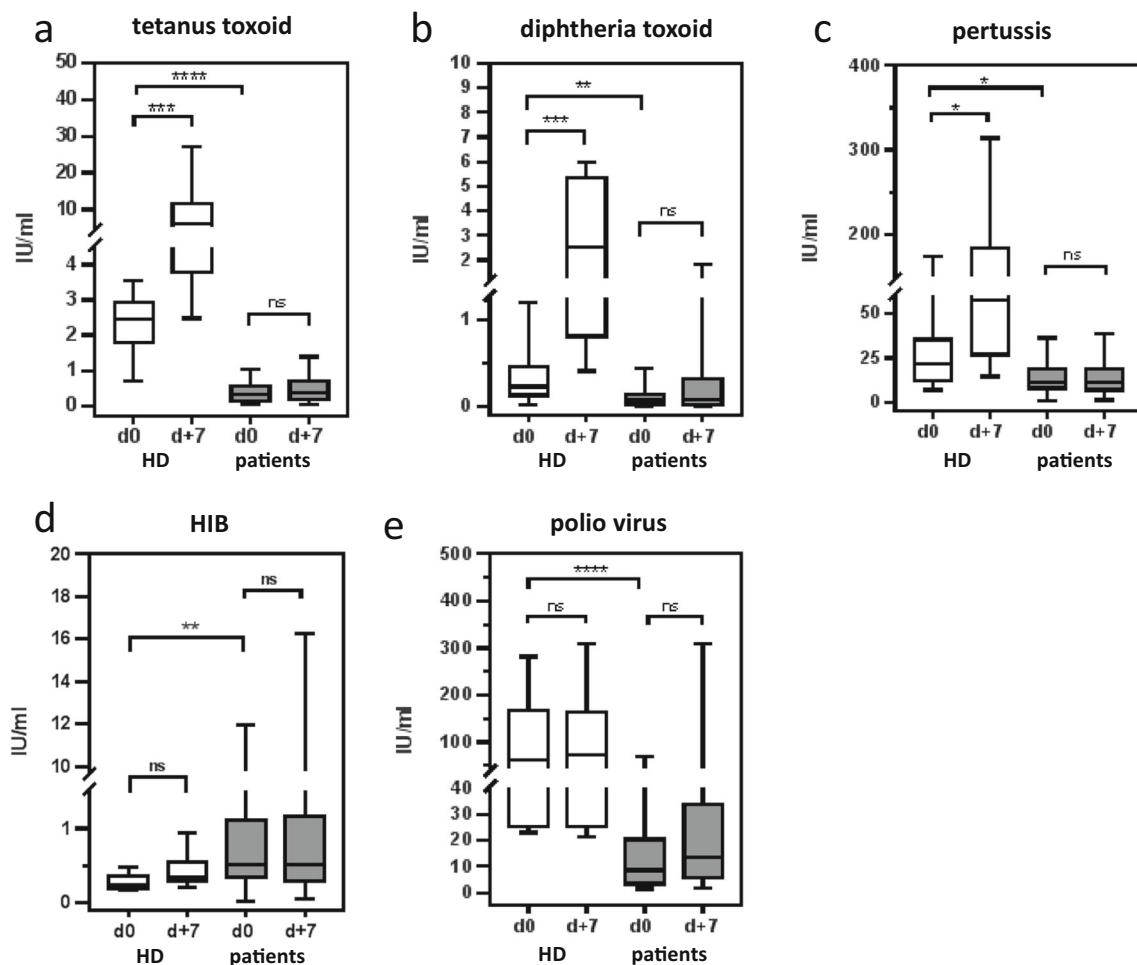 a tetanus toxoid
50
40
30
20
10
4
3
2
1
0
IU/ml
****
***
ns
d0 d+7 d0 d+7
HD patients
b diphtheria toxoid
10
9
8
7
6
5
4
3
2
1
0
IU/ml
**
***
ns
d0 d+7 d0 d+7
HD patients
c pertussis
400
300
200
50
25
0
IU/ml
*
*
ns
d0 d+7 d0 d+7
HD patients
d HIB
20
18
16
14
12
10
1
0
IU/ml
ns
**
ns
d0 d+7 d0 d+7
HD patients
e polio virus
500
450
400
300
200
100
40
30
20
10
0
IU/ml
****
ns ns
d0 d+7 d0 d+7
HD patients